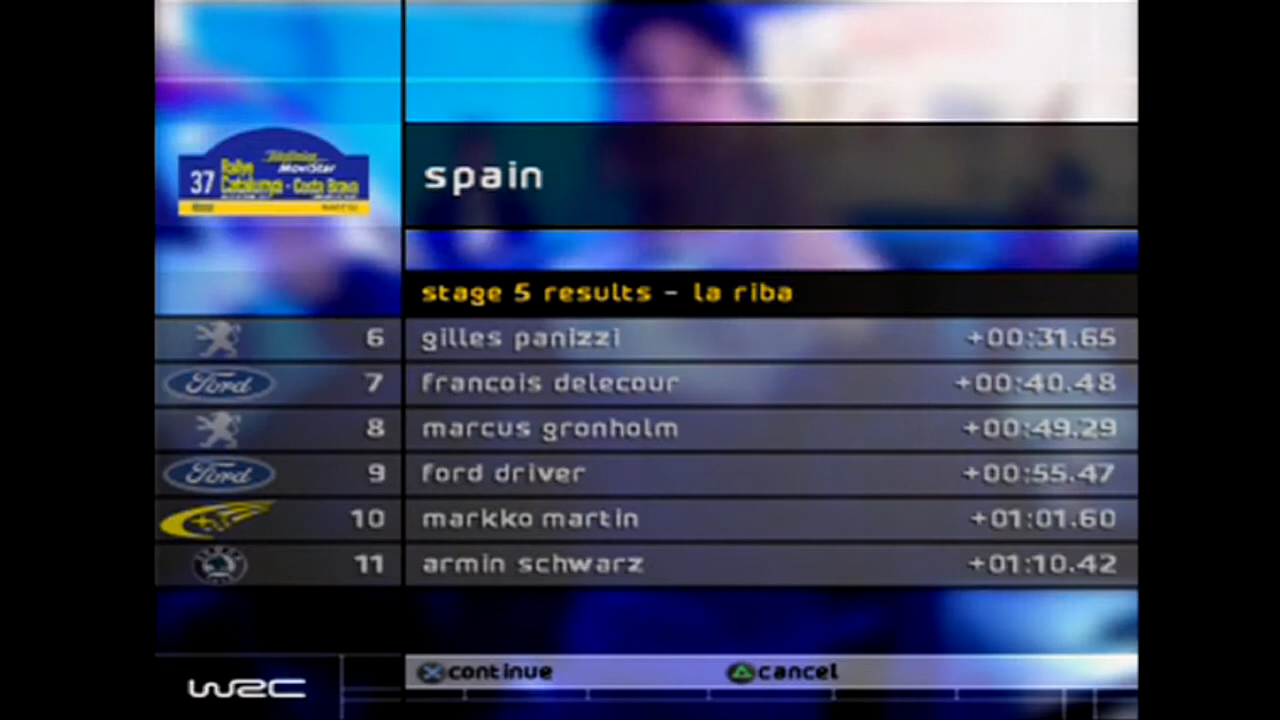 37 Rallye
Telefónica
MoviStar
Catalunya - Costa Brava
spain
stage 5 results - la riba
6 gilles panizzi +00:31.65
Ford 7 francois delecour +00:40.48
8 marcus gronholm +00:49.29
Ford 9 ford driver +00:55.47
10 markko martin +01:01.60
11 armin schwarz +01:10.42
WRC
continue cancel